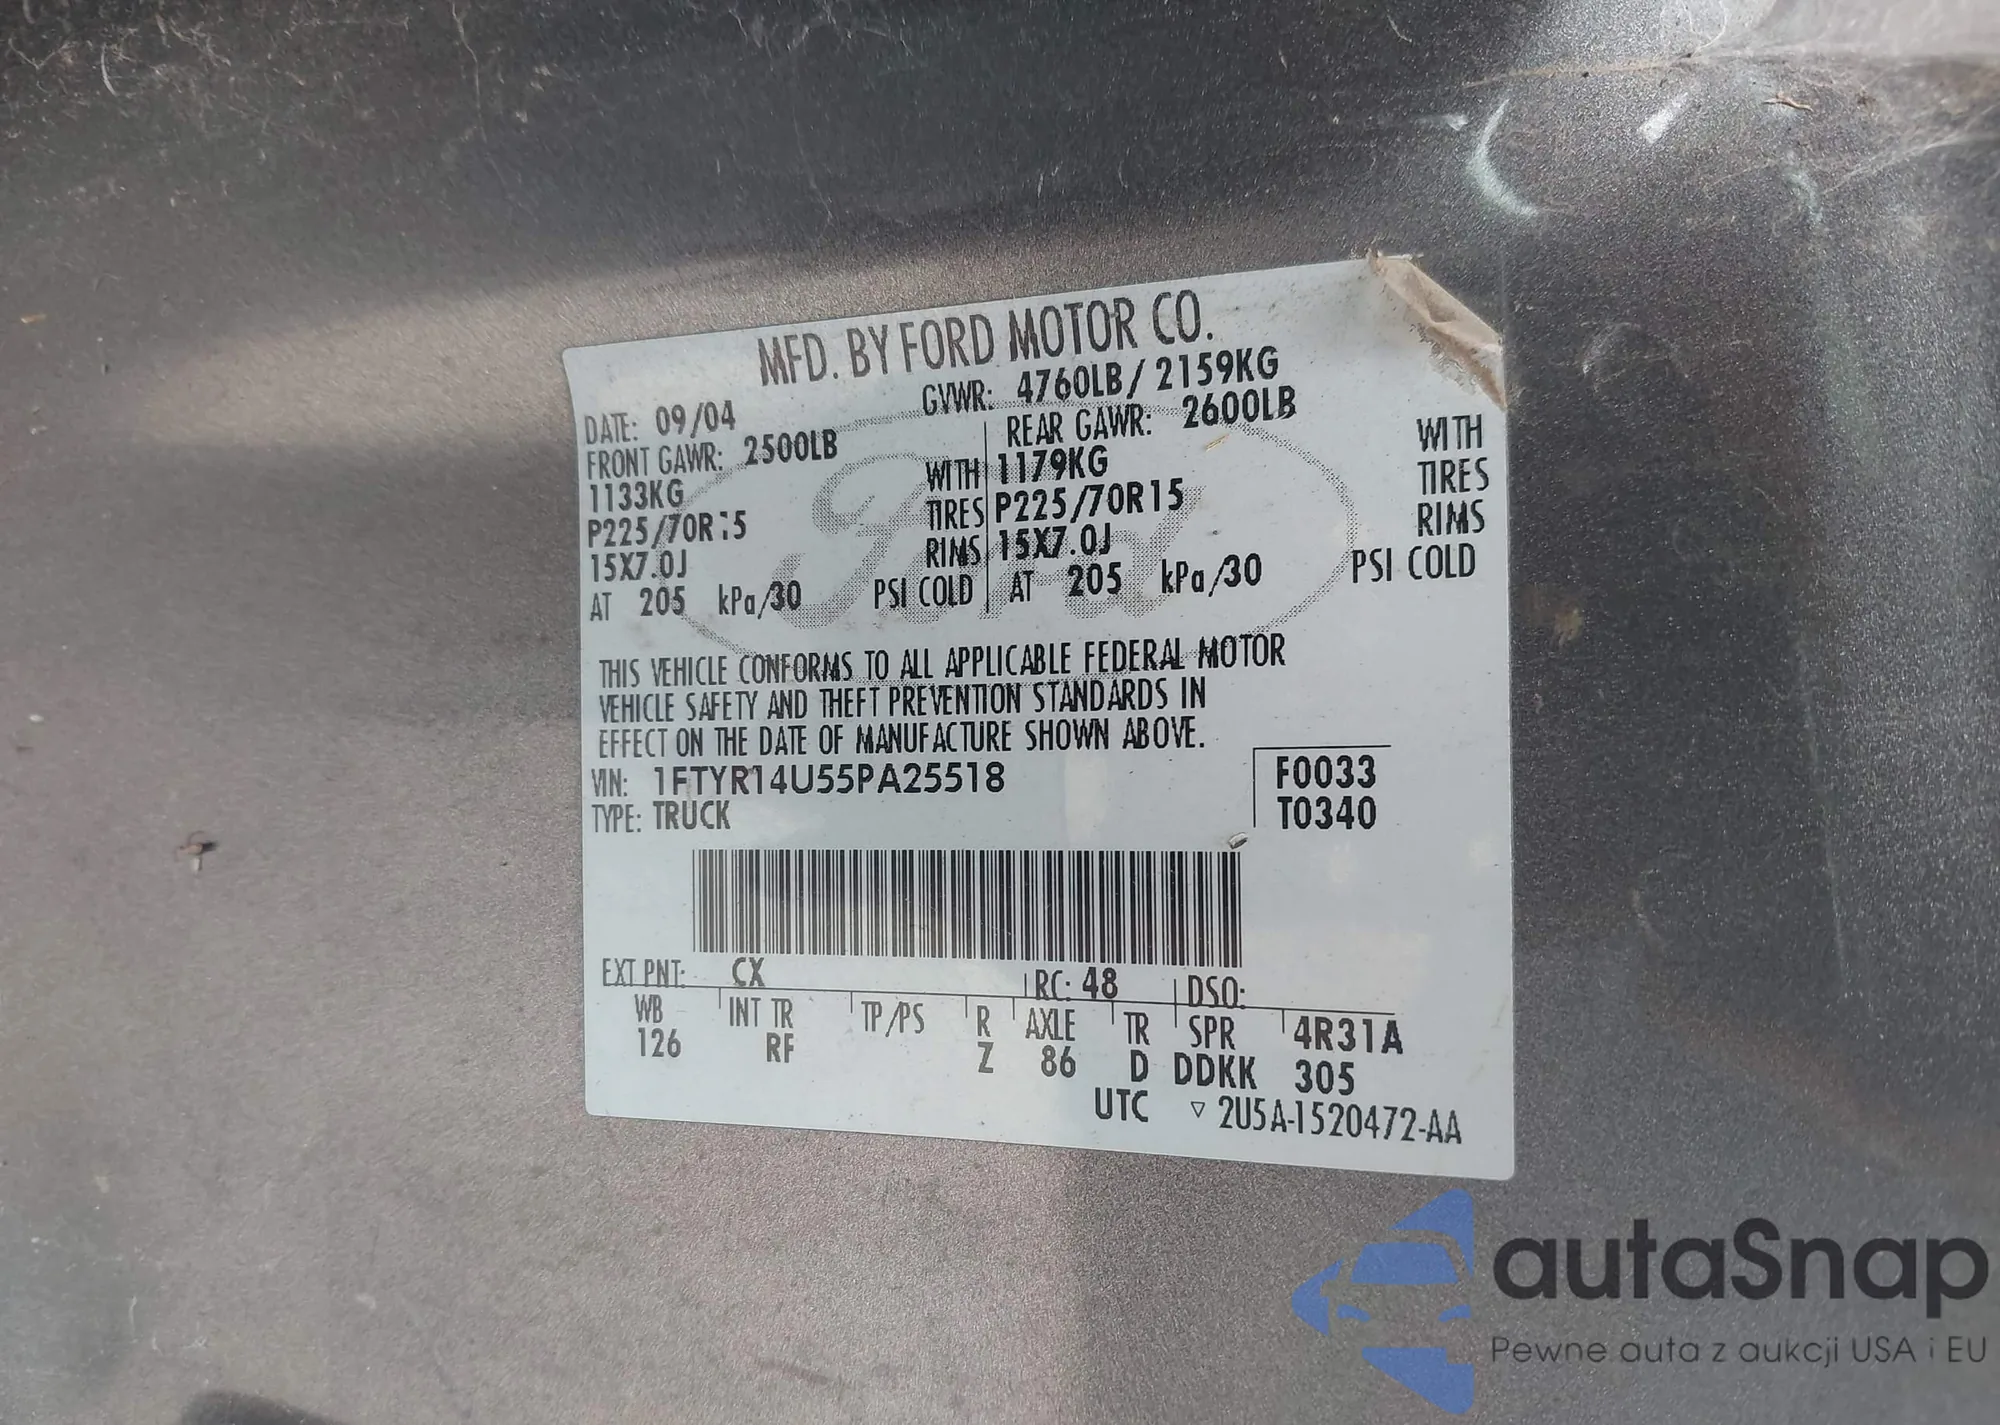 MFD. BY FORD MOTOR CO.
DATE: 09/04 GVWR: 4760LB / 2159KG
FRONT GAWR: 2500LB REAR GAWR: 2600LB
1133KG WITH 1179KG WITH
P225/70R15 TIRES P225/70R15 TIRES
15X7.0J RIMS 15X7.0J RIMS
AT 205 kPa/30 PSI COLD AT 205 kPa/30 PSI COLD
Ford
THIS VEHICLE CONFORMS TO ALL APPLICABLE FEDERAL MOTOR
VEHICLE SAFETY AND THEFT PREVENTION STANDARDS IN
EFFECT ON THE DATE OF MANUFACTURE SHOWN ABOVE.
VIN: 1FTYR14U55PA25518 F0033
TYPE: TRUCK T0340
EXT PNT: CX RC: 48 DSO:
WB INT TR TP/PS R AXLE TR SPR 4R31A
126 RF Z 86 D DDKK 305
UTC ▽ 2U5A-1520472-AA
autaSnap
Pewne auta z aukcji USA i EU